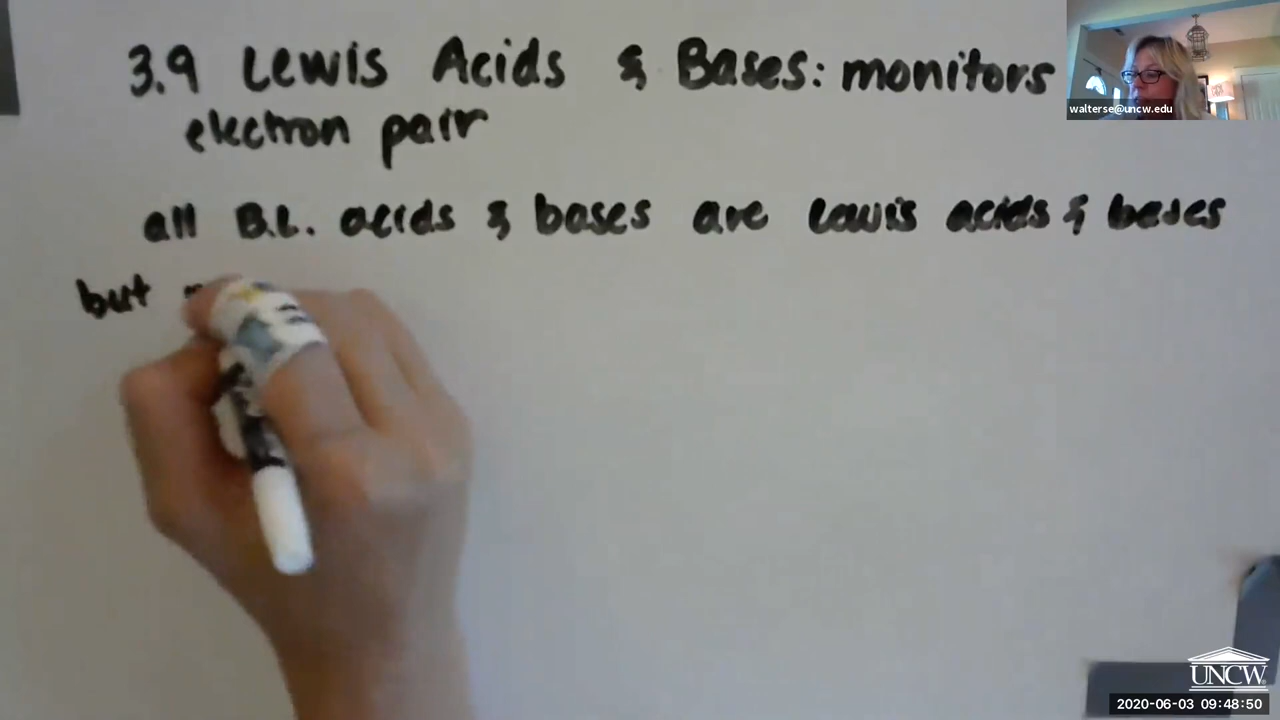 3.9 Lewis Acids & Bases: monitors
electron pair
all B.L. acids & bases are Lewis acids & bases
but
walterse@uncw.edu
UNCW
2020-06-03 09:48:50